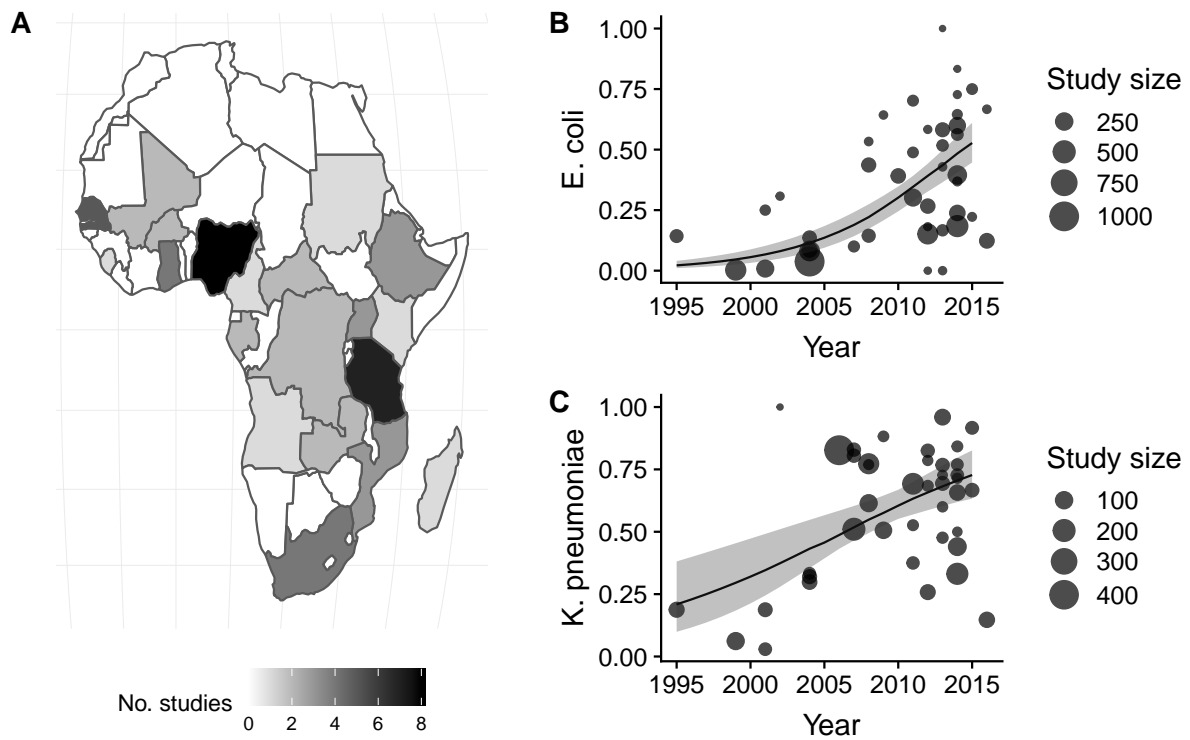 A
No. studies
0 2 4 6 8
B
E. coli
1.00
0.75
0.50
0.25
0.00
1995 2000 2005 2010 2015
Year
Study size
250
500
750
1000
C
K. pneumoniae
1.00
0.75
0.50
0.25
0.00
1995 2000 2005 2010 2015
Year
Study size
100
200
300
400